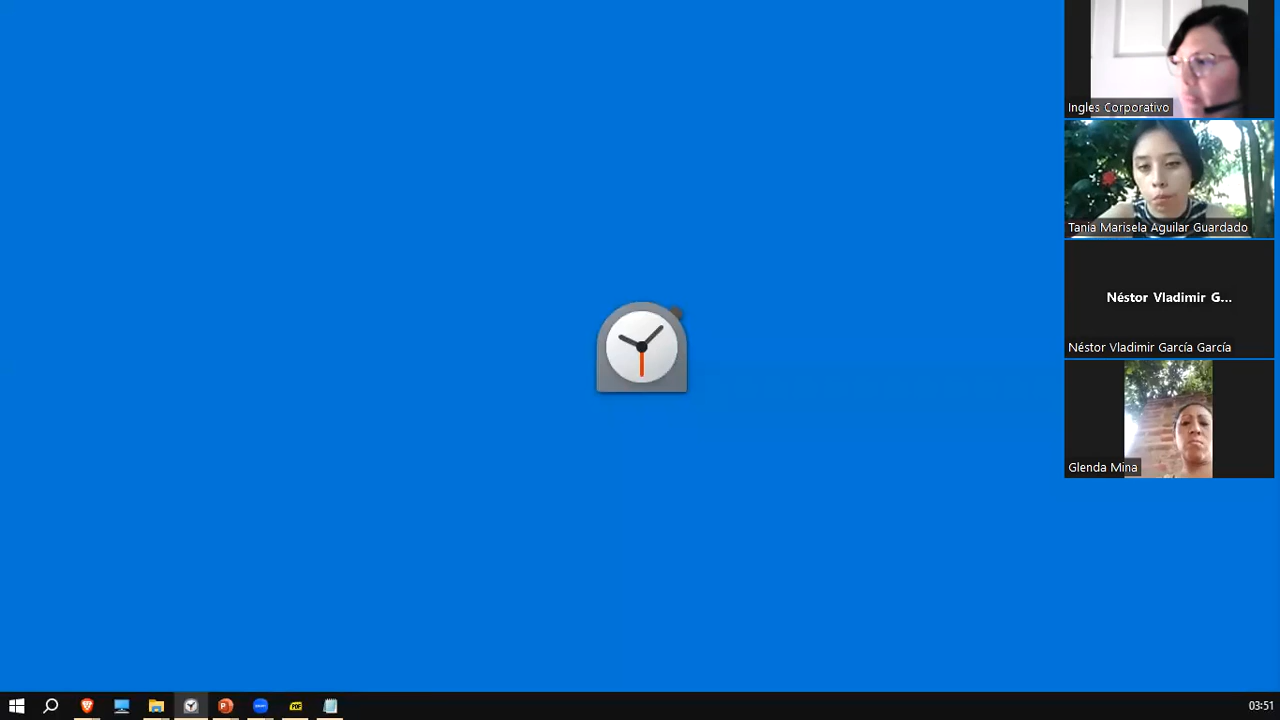 Ingles Corporativo
Tania Marisela Aguilar Guardado
Néstor Vladimir G...
Néstor Vladimir García García
Glenda Mina
03:51